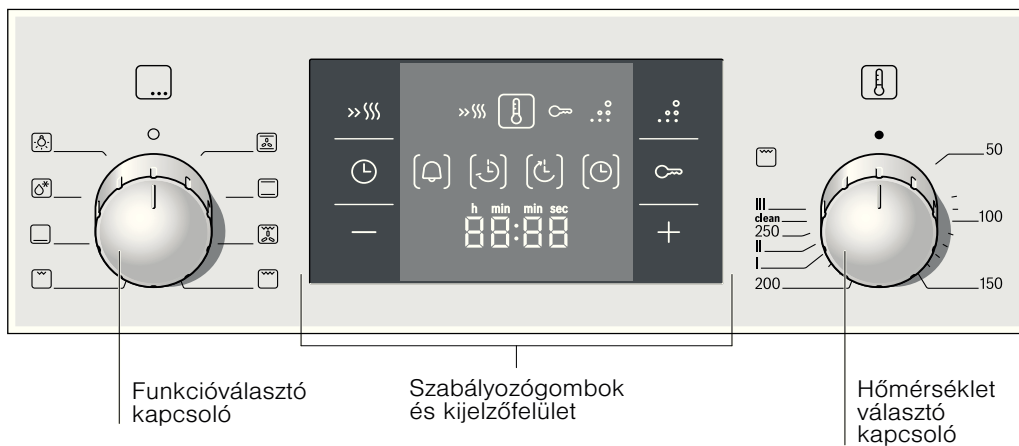 h min min sec
88:88
50
100
150
III
clean
250
II
I
200
Funkcióválasztó
kapcsoló
Szabályozógombok
és kijelzőfelület
Hőmérséklet
választó
kapcsoló